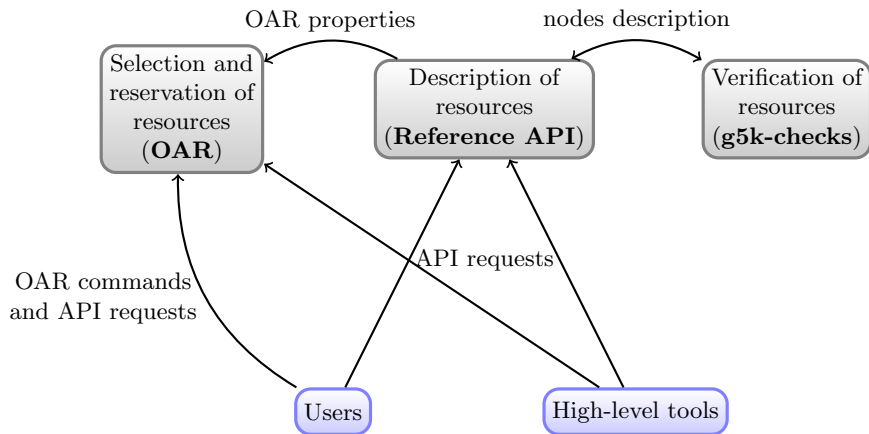 OAR properties
nodes description
Selection and
reservation of
resources
(OAR)
Description of
resources
(Reference API)
Verification of
resources
(g5k-checks)
API requests
OAR commands
and API requests
Users
High-level tools